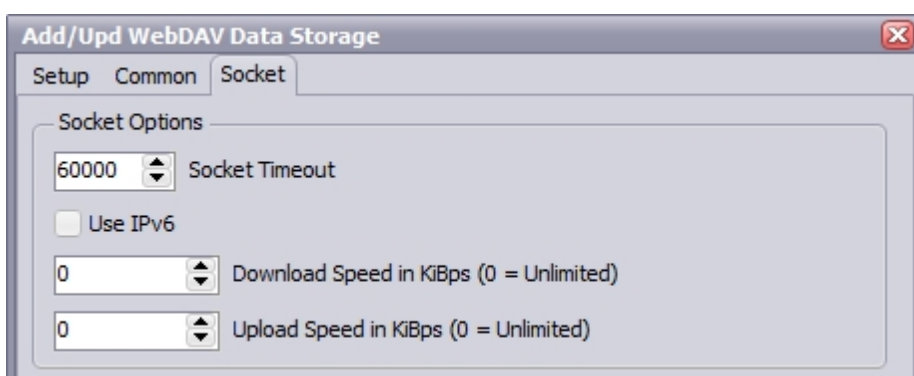 Add/Upd WebDAV Data Storage
Setup Common Socket
Socket Options
60000 Socket Timeout
Use IPv6
0 Download Speed in KiBps (0 = Unlimited)
0 Upload Speed in KiBps (0 = Unlimited)